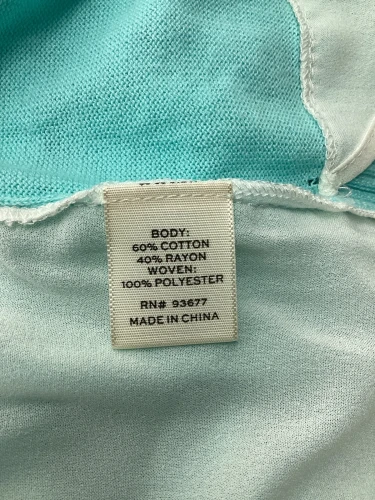 BODY:
60% COTTON
40% RAYON
WOVEN:
100% POLYESTER
RN# 93677
MADE IN CHINA